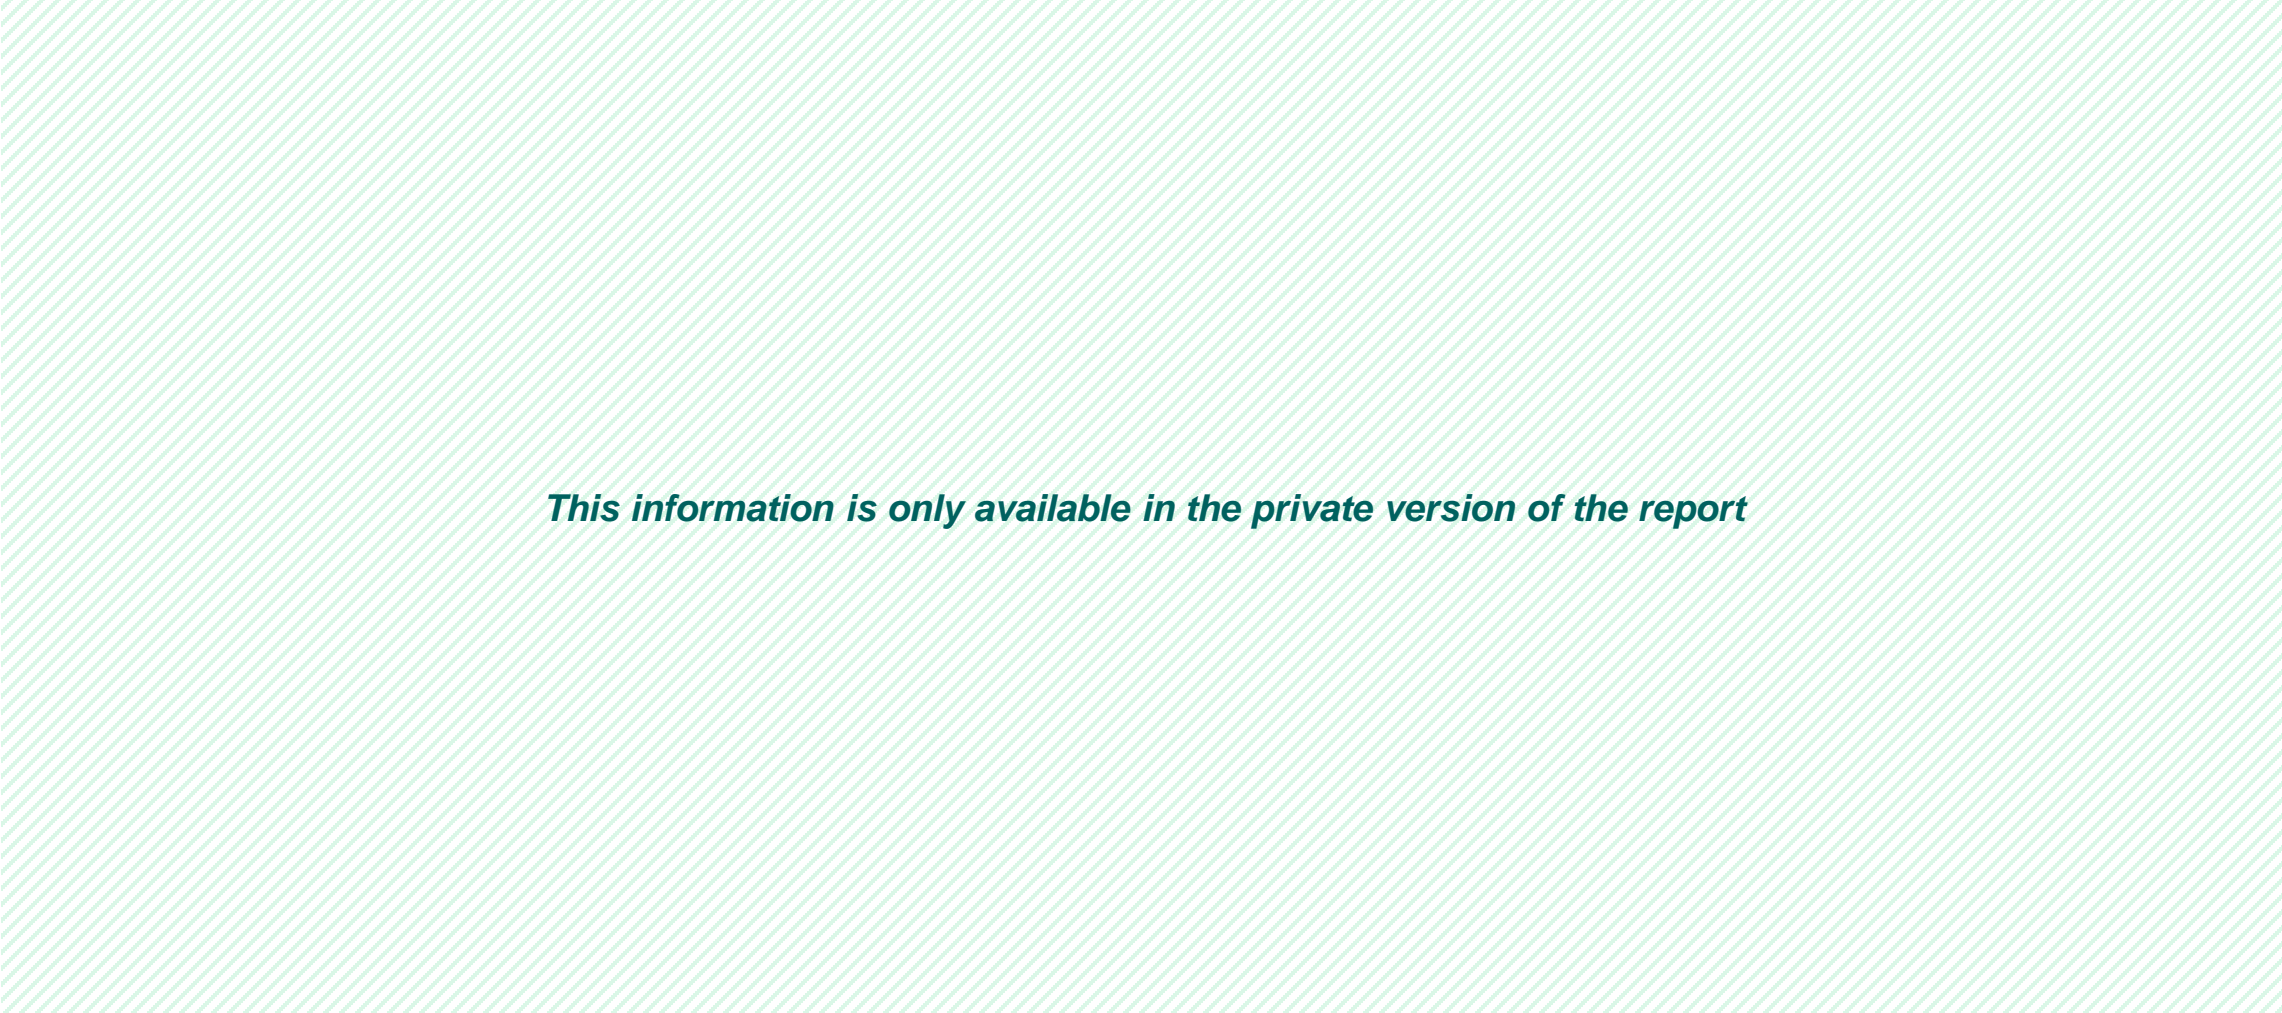 This information is only available in the private version of the report